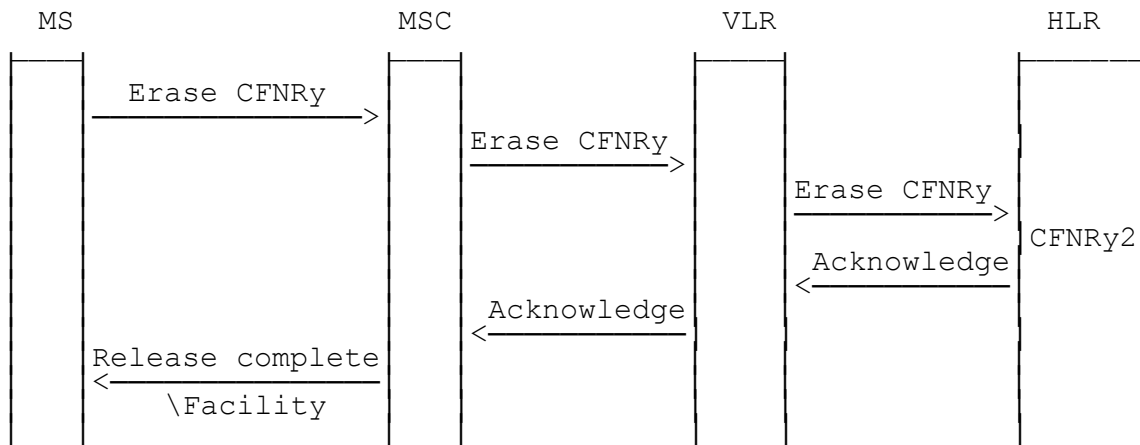 MS MSC VLR HLR
Erase CFNRy
Erase CFNRy
Erase CFNRy
CFNRy2
Acknowledge
Acknowledge
Release complete
\Facility